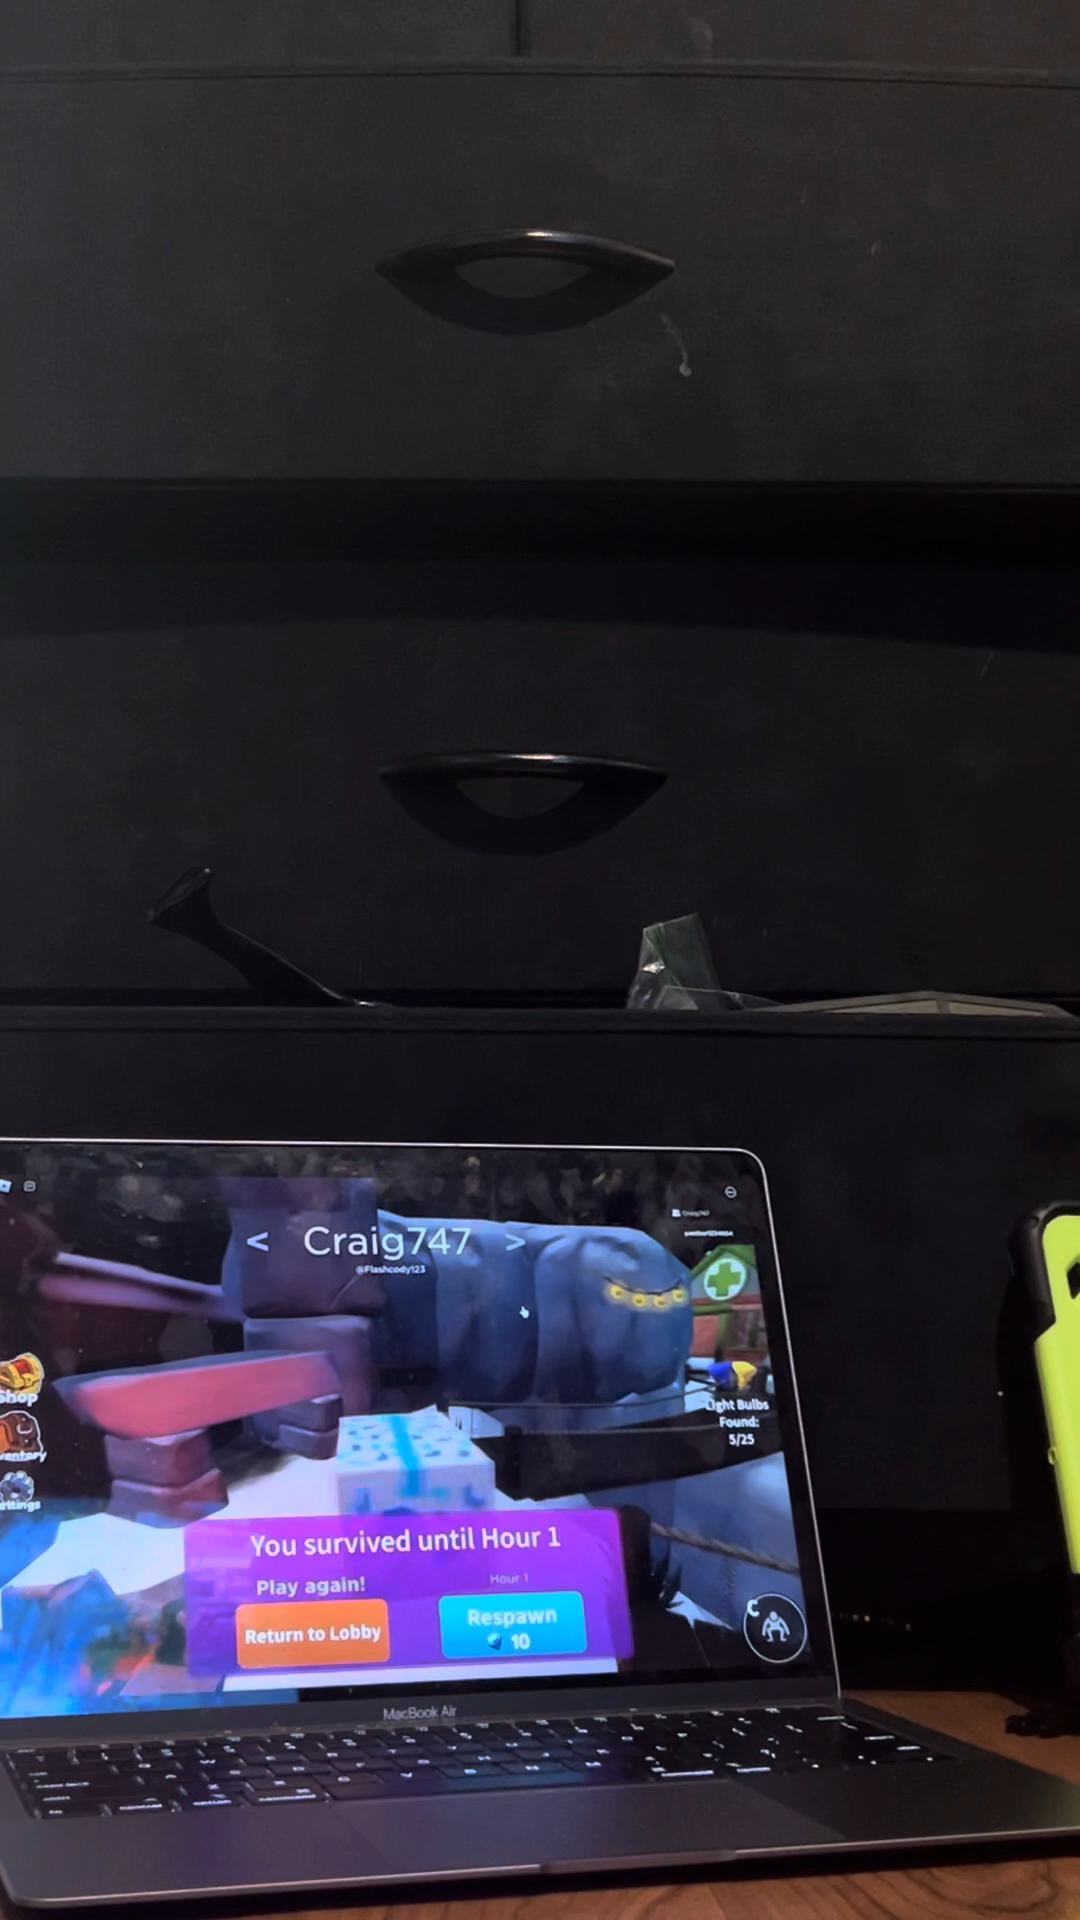 Craig747
< Craig747 >
@Flashcody123
Shop
Light Bulbs
Found:
5/25
You survived until Hour 1
Play again!
Hour 1
Return to Lobby
Respawn
10
C
MacBook Air